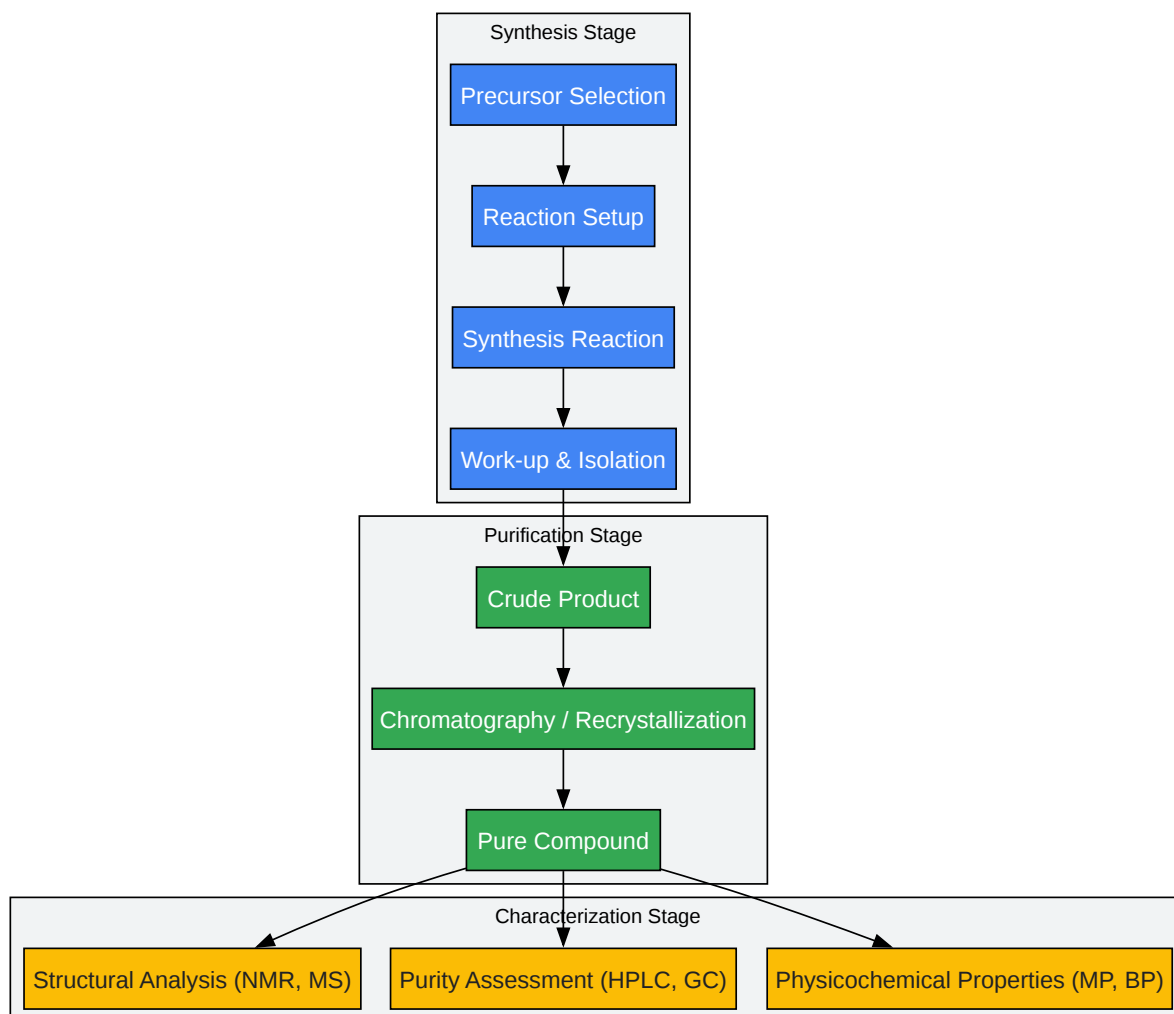 Synthesis Stage
Precursor Selection
Reaction Setup
Synthesis Reaction
Work-up & Isolation
Purification Stage
Crude Product
Chromatography / Recrystallization
Pure Compound
Characterization Stage
Structural Analysis (NMR, MS)
Purity Assessment (HPLC, GC)
Physicochemical Properties (MP, BP)